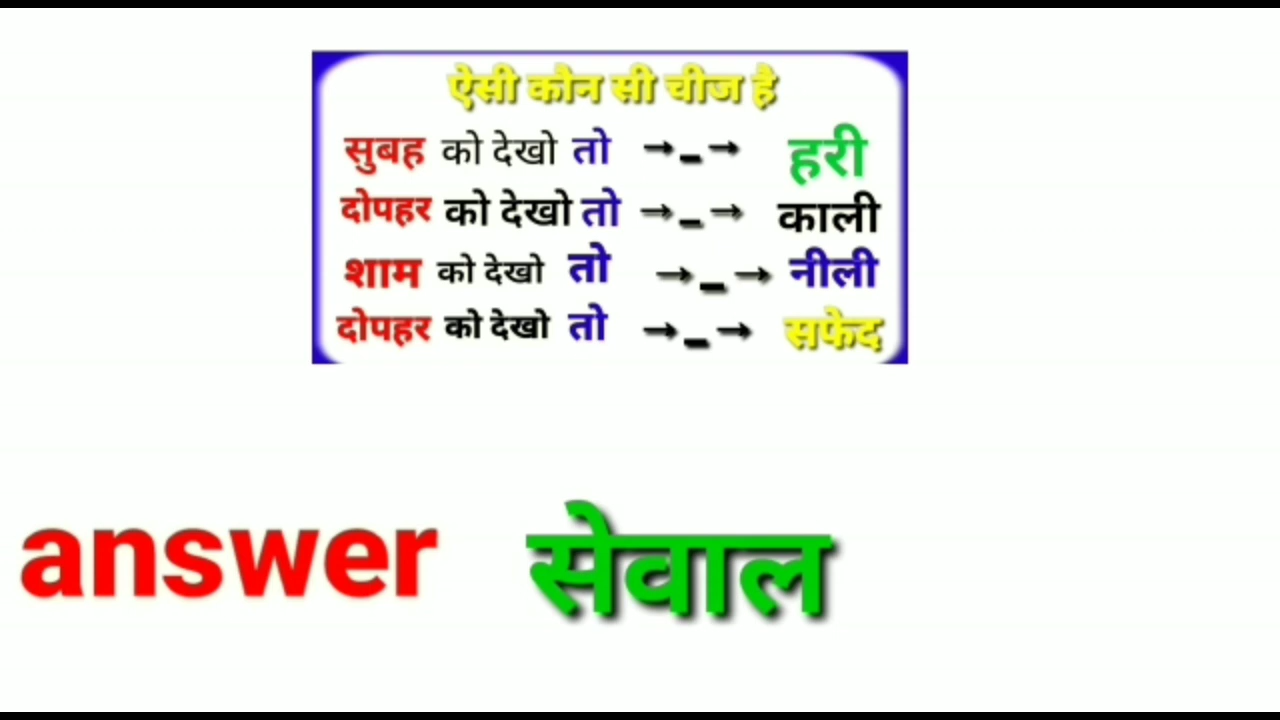 ऐसी कौन सी चीज है
सुबह को देखो तो →-→ हरी
दोपहर को देखो तो →-→ काली
शाम को देखो तो →-→ नीली
दोपहर को देखो तो →-→ सफेद
answer सेवाल